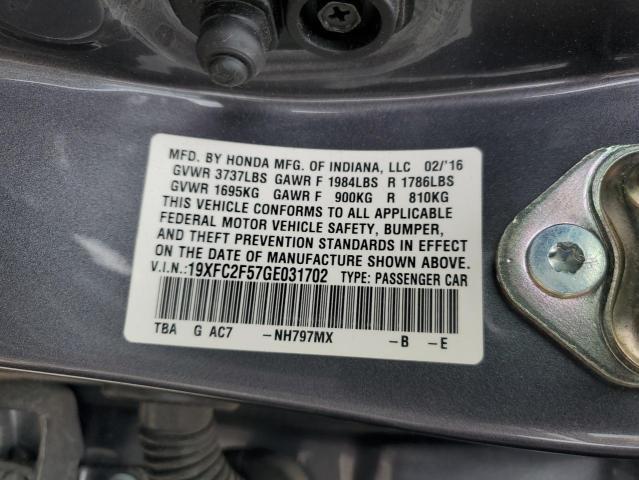 MFD. BY HONDA MFG. OF INDIANA, LLC 02/'16
GVWR 3737LBS GAWR F 1984LBS R 1786LBS
GVWR 1695KG GAWR F 900KG R 810KG
THIS VEHICLE CONFORMS TO ALL APPLICABLE
FEDERAL MOTOR VEHICLE SAFETY, BUMPER,
AND THEFT PREVENTION STANDARDS IN EFFECT
ON THE DATE OF MANUFACTURE SHOWN ABOVE.
V.I.N.:19XFC2F57GE031702 TYPE: PASSENGER CAR
TBA G AC7 -NH797MX -B -E